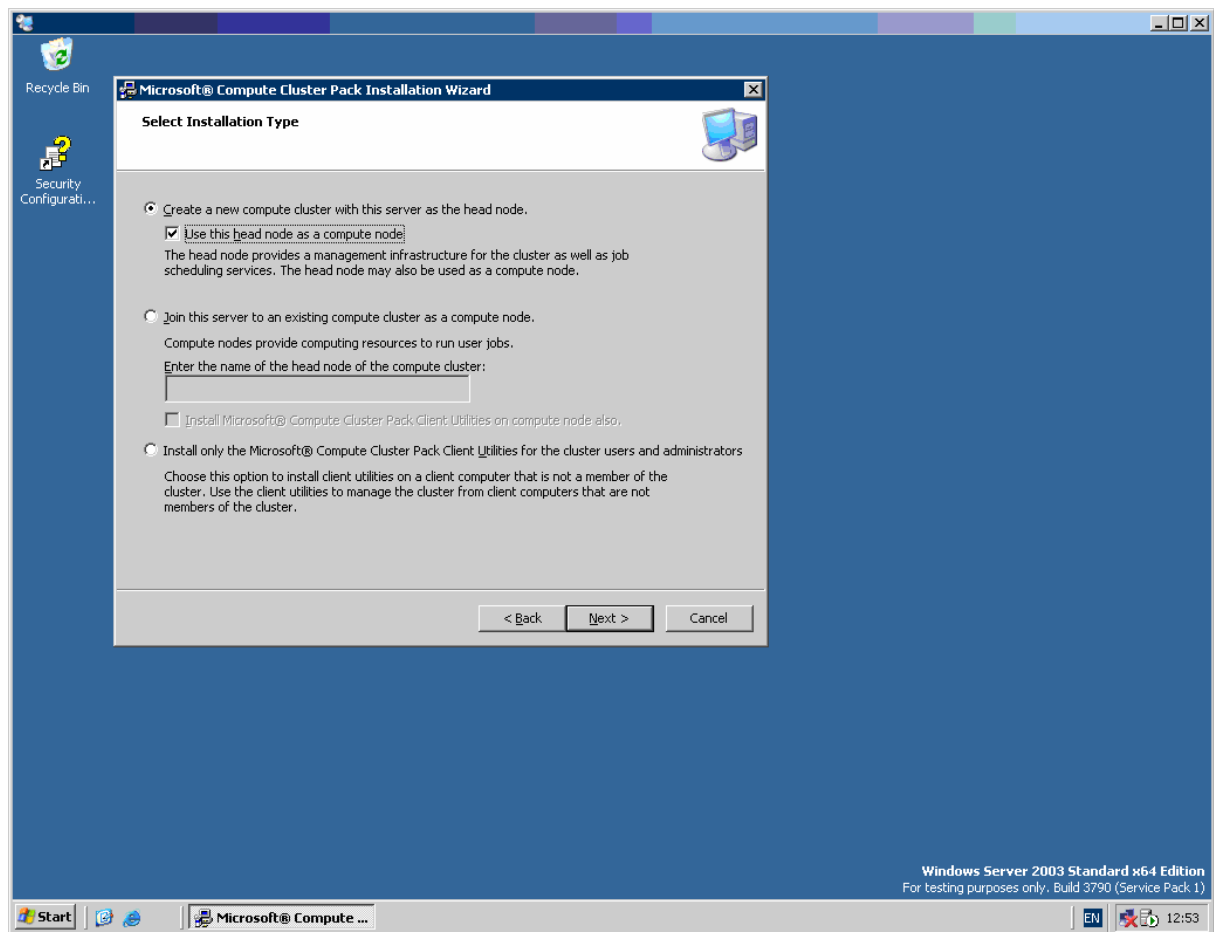 Recycle Bin
Security
Configurati...
Microsoft® Compute Cluster Pack Installation Wizard
Select Installation Type
Create a new compute cluster with this server as the head node.
Use this head node as a compute node
The head node provides a management infrastructure for the cluster as well as job
scheduling services. The head node may also be used as a compute node.
Join this server to an existing compute cluster as a compute node.
Compute nodes provide computing resources to run user jobs.
Enter the name of the head node of the compute cluster:
Install Microsoft® Compute Cluster Pack Client Utilities on compute node also.
Install only the Microsoft® Compute Cluster Pack Client Utilities for the cluster users and administrators
Choose this option to install client utilities on a client computer that is not a member of the
cluster. Use the client utilities to manage the cluster from client computers that are not
members of the cluster.
< Back
Next >
Cancel
Windows Server 2003 Standard x64 Edition
For testing purposes only. Build 3790 (Service Pack 1)
Start
Microsoft® Compute ...
EN
12:53